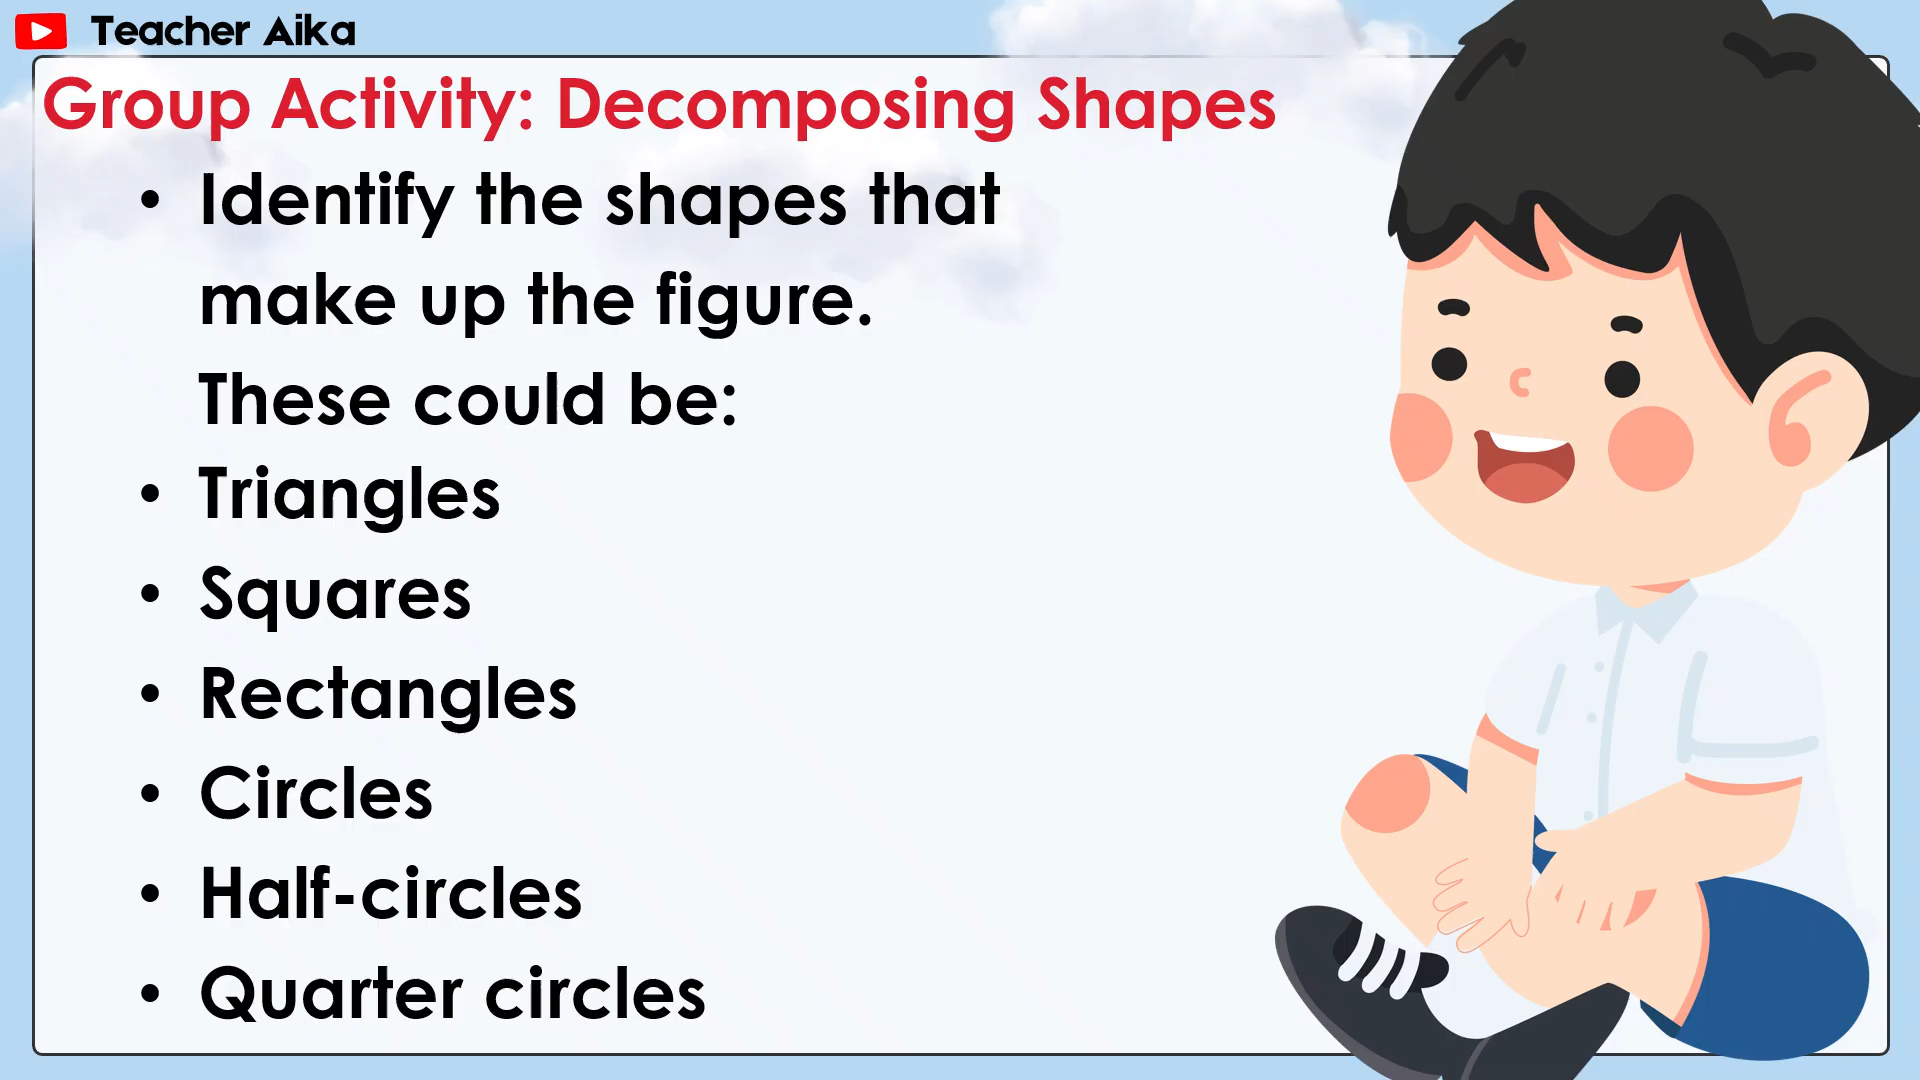 Teacher Aika
Group Activity: Decomposing Shapes
• Identify the shapes that
make up the figure.
These could be:
• Triangles
• Squares
• Rectangles
• Circles
• Half-circles
• Quarter circles